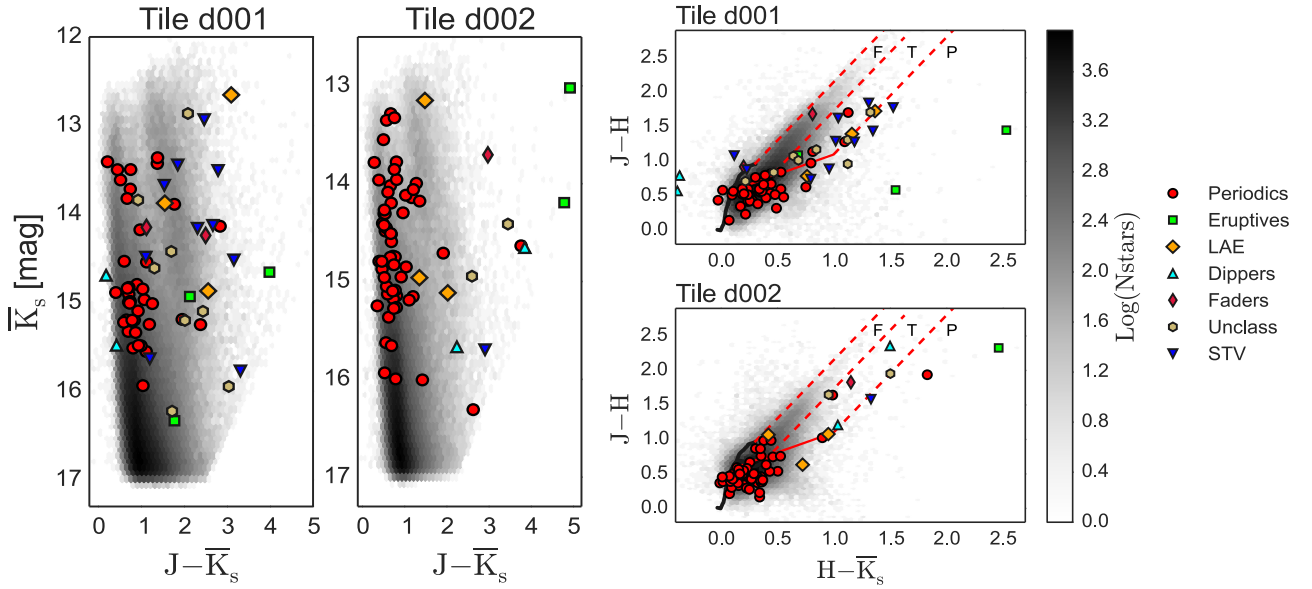 Tile d001
Tile d002
12
13
14
15
16
17
13
14
15
16
17
K̅s [mag]
0 1 2 3 4 5
0 1 2 3 4 5
J−K̅s
J−K̅s
Tile d001
2.5
2.0
1.5
1.0
0.5
0.0
J−H
F T P
0.0 0.5 1.0 1.5 2.0 2.5
Tile d002
2.5
2.0
1.5
1.0
0.5
0.0
J−H
F T P
0.0 0.5 1.0 1.5 2.0 2.5
H−K̅s
3.6
3.2
2.8
2.4
2.0
1.6
1.2
0.8
0.4
0.0
Log(Nstars)
Periodics
Eruptives
LAE
Dippers
Faders
Unclass
STV